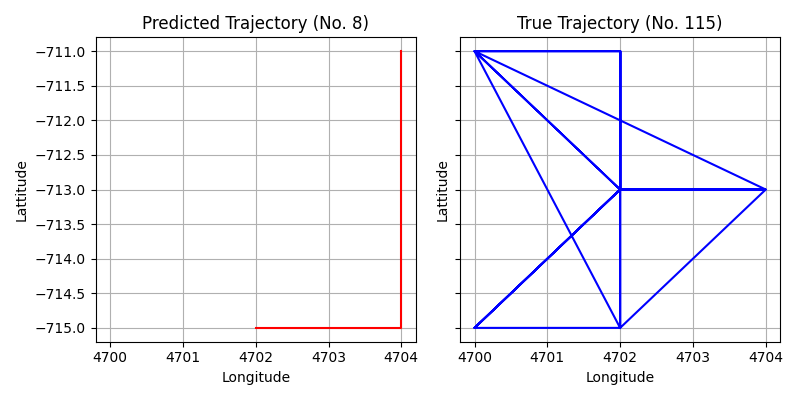 Predicted Trajectory (No. 8)
Lattitude
−711.0
−711.5
−712.0
−712.5
−713.0
−713.5
−714.0
−714.5
−715.0
4700 4701 4702 4703 4704
Longitude
True Trajectory (No. 115)
Lattitude
4700 4701 4702 4703 4704
Longitude